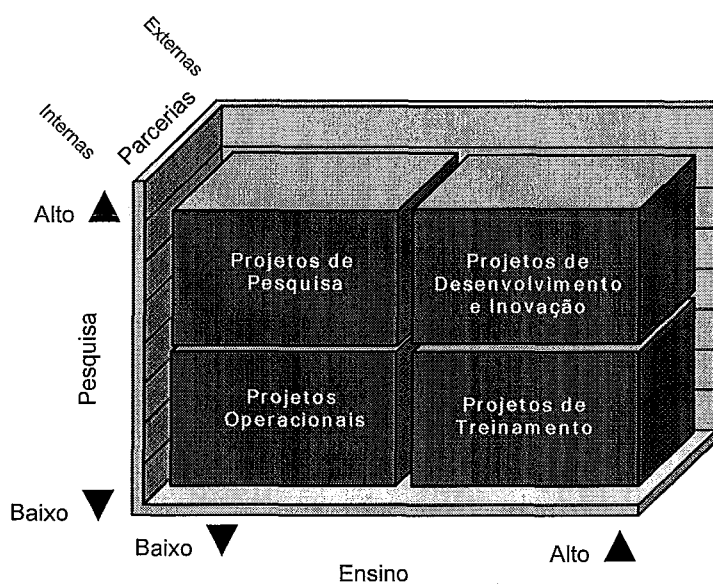 Externas
Internas
Parcerias
Alto
Projetos de
Pesquisa
Projetos de
Desenvolvimento
e Inovação
Pesquisa
Projetos
Operacionais
Projetos de
Treinamento
Baixo
Baixo
Alto
Ensino